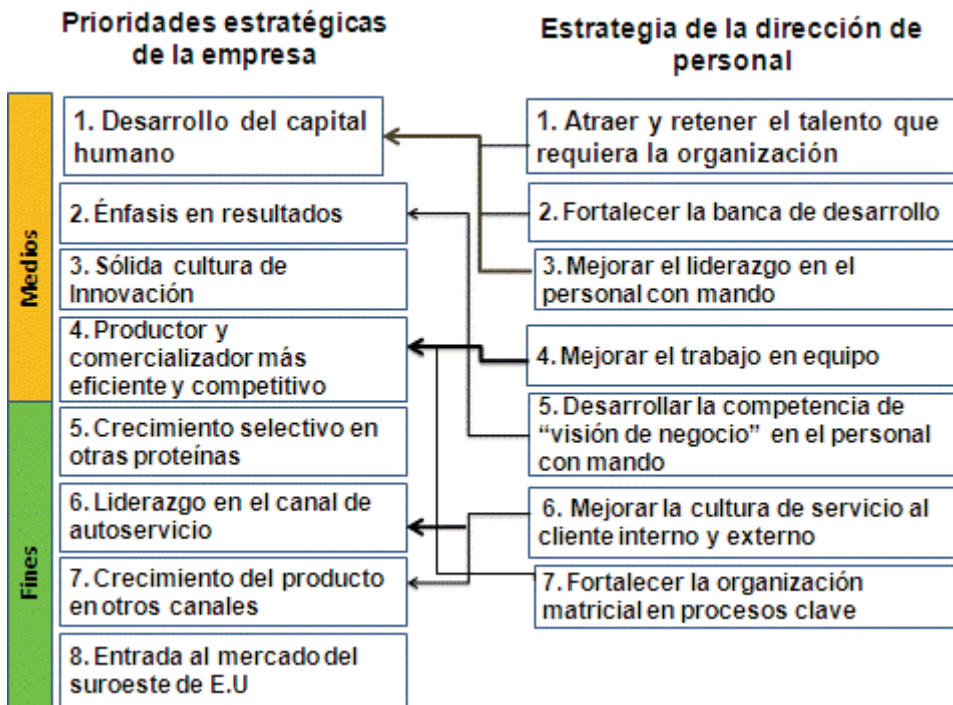 Prioridades estratégicas
de la empresa
Medios
Fines
1. Desarrollo del capital
humano
2. Énfasis en resultados
3. Sólida cultura de
Innovación
4. Productor y
comercializador más
eficiente y competitivo
5. Crecimiento selectivo en
otras proteínas
6. Liderazgo en el canal de
autoservicio
7. Crecimiento del producto
en otros canales
8. Entrada al mercado del
suroeste de E.U
Estrategia de la dirección de
personal
1. Atraer y retener el talento que
requiera la organización
2. Fortalecer la banca de desarrollo
3. Mejorar el liderazgo en el
personal con mando
4. Mejorar el trabajo en equipo
5. Desarrollar la competencia de
“visión de negocio” en el personal
con mando
6. Mejorar la cultura de servicio al
cliente interno y externo
7. Fortalecer la organización
matricial en procesos clave